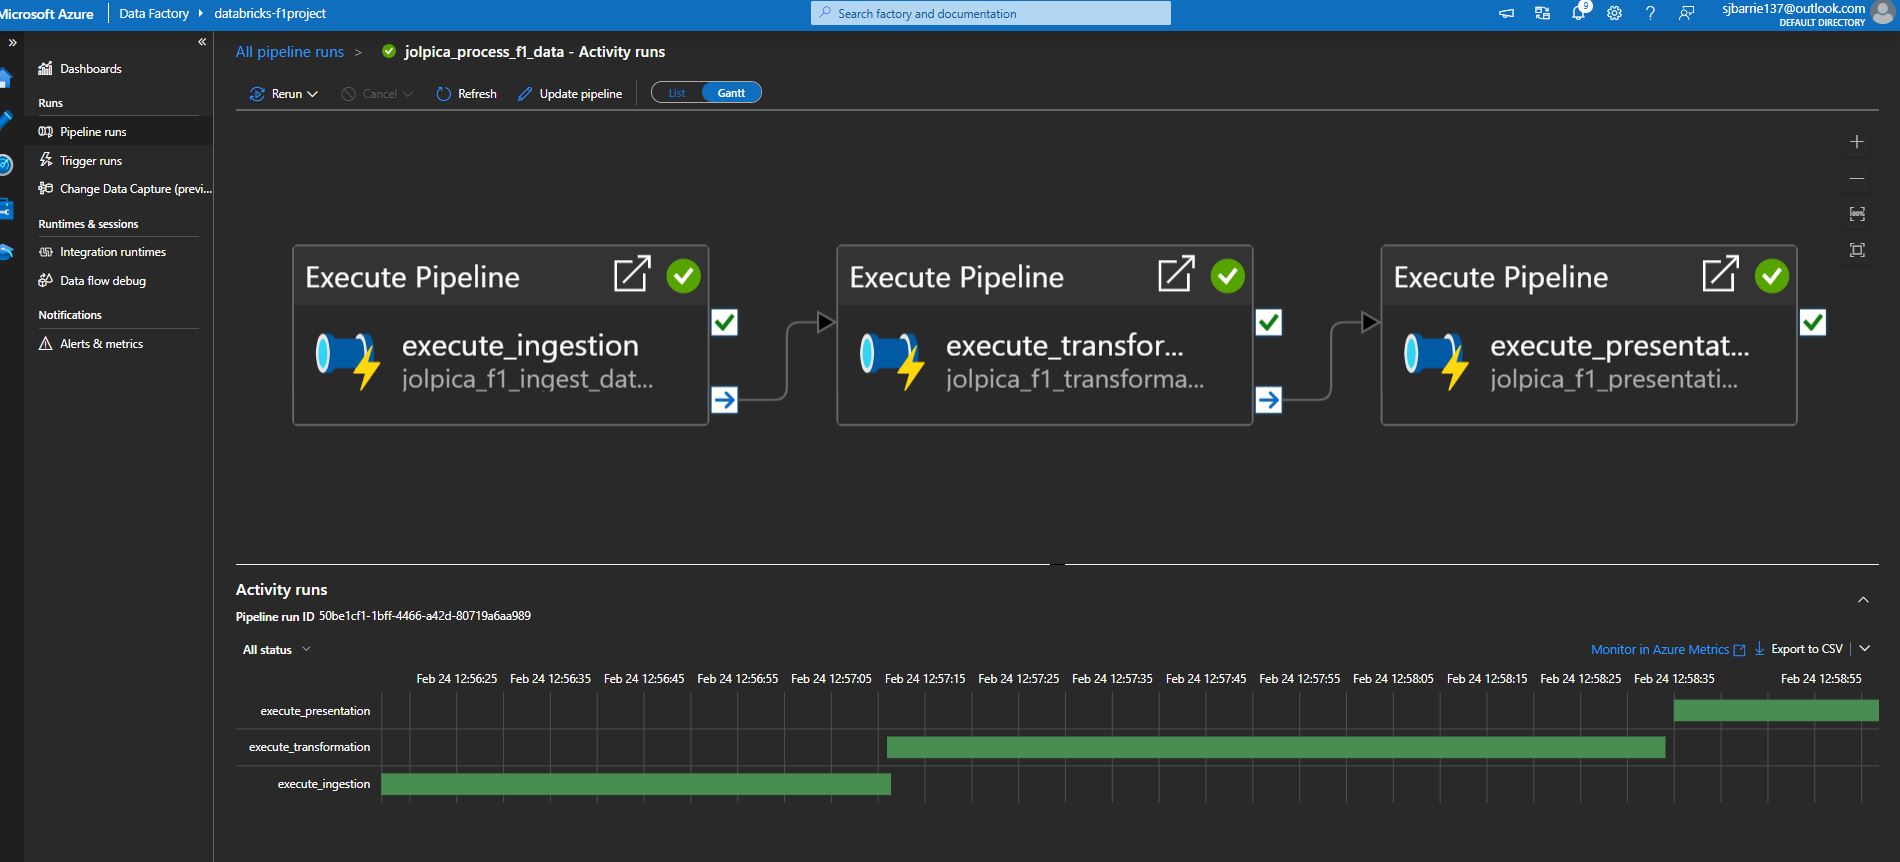 Microsoft Azure
Data Factory
databricks-f1project
Search factory and documentation
9
sjbarrie137@outlook.com
DEFAULT DIRECTORY
Dashboards
Runs
Pipeline runs
Trigger runs
Change Data Capture (previ...
Runtimes & sessions
Integration runtimes
Data flow debug
Notifications
Alerts & metrics
All pipeline runs > jolpica_process_f1_data - Activity runs
Rerun
Cancel
Refresh
Update pipeline
List
Gantt
Execute Pipeline
execute_ingestion
jolpica_f1_ingest_dat...
Execute Pipeline
execute_transfor...
jolpica_f1_transforma...
Execute Pipeline
execute_presentat...
jolpica_f1_presentati...
Activity runs
Pipeline run ID 50be1cf1-1bff-4466-a42d-80719a6aa989
All status
Monitor in Azure Metrics
Export to CSV
Feb 24 12:56:25 Feb 24 12:56:35 Feb 24 12:56:45 Feb 24 12:56:55 Feb 24 12:57:05 Feb 24 12:57:15 Feb 24 12:57:25 Feb 24 12:57:35 Feb 24 12:57:45 Feb 24 12:57:55 Feb 24 12:58:05 Feb 24 12:58:15 Feb 24 12:58:25 Feb 24 12:58:35 Feb 24 12:58:55
execute_presentation
execute_transformation
execute_ingestion